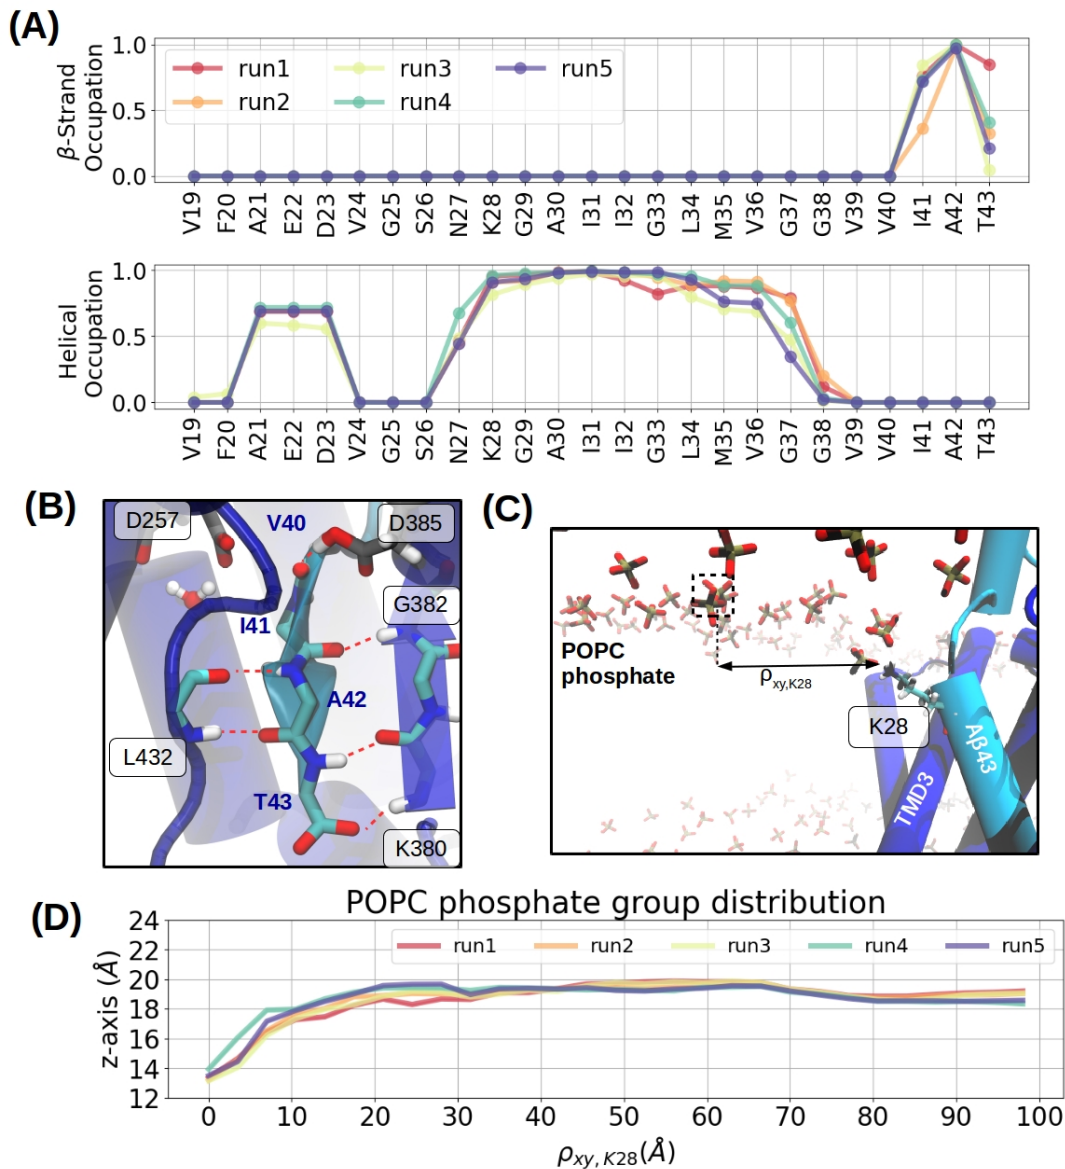 (A)
β-Strand
Occupation
1.0
0.5
0.0
run1
run3
run5
run2
run4
V19
F20
A21
E22
D23
V24
G25
S26
N27
K28
G29
A30
I31
I32
G33
L34
M35
V36
G37
G38
V39
V40
I41
A42
T43
Helical
Occupation
1.0
0.5
0.0
V19
F20
A21
E22
D23
V24
G25
S26
N27
K28
G29
A30
I31
I32
G33
L34
M35
V36
G37
G38
V39
V40
I41
A42
T43
(B)
D257
V40
D385
G382
I41
A42
L432
T43
K380
(C)
POPC
phosphate
ρxy,K28
K28
Aβ43
TMD3
(D)
POPC phosphate group distribution
run1
run2
run3
run4
run5
z-axis (Å)
24
22
20
18
16
14
12
0
10
20
30
40
50
60
70
80
90
100
ρxy, K28(Å)